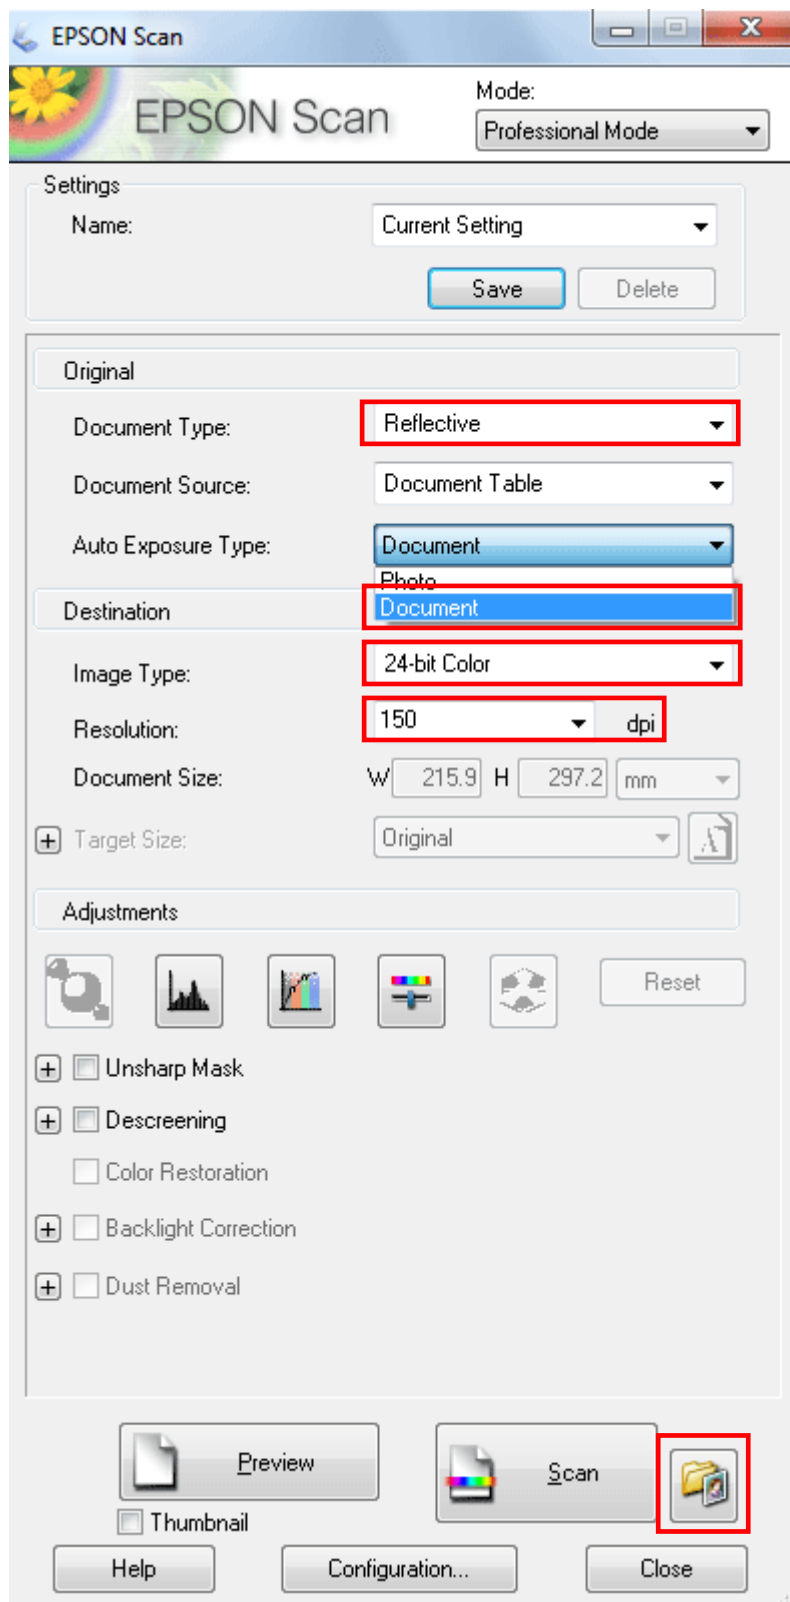 EPSON Scan
EPSON Scan
Mode:
Professional Mode
Settings
Name:
Current Setting
Save
Delete
Original
Document Type:
Reflective
Document Source:
Document Table
Auto Exposure Type:
Document
Photo
Document
Destination
Image Type:
24-bit Color
Resolution:
150
dpi
Document Size:
W 215.9 H 297.2 mm
Target Size:
Original
Adjustments
Reset
Unsharp Mask
Descreening
Color Restoration
Backlight Correction
Dust Removal
Preview
Scan
Thumbnail
Help
Configuration...
Close